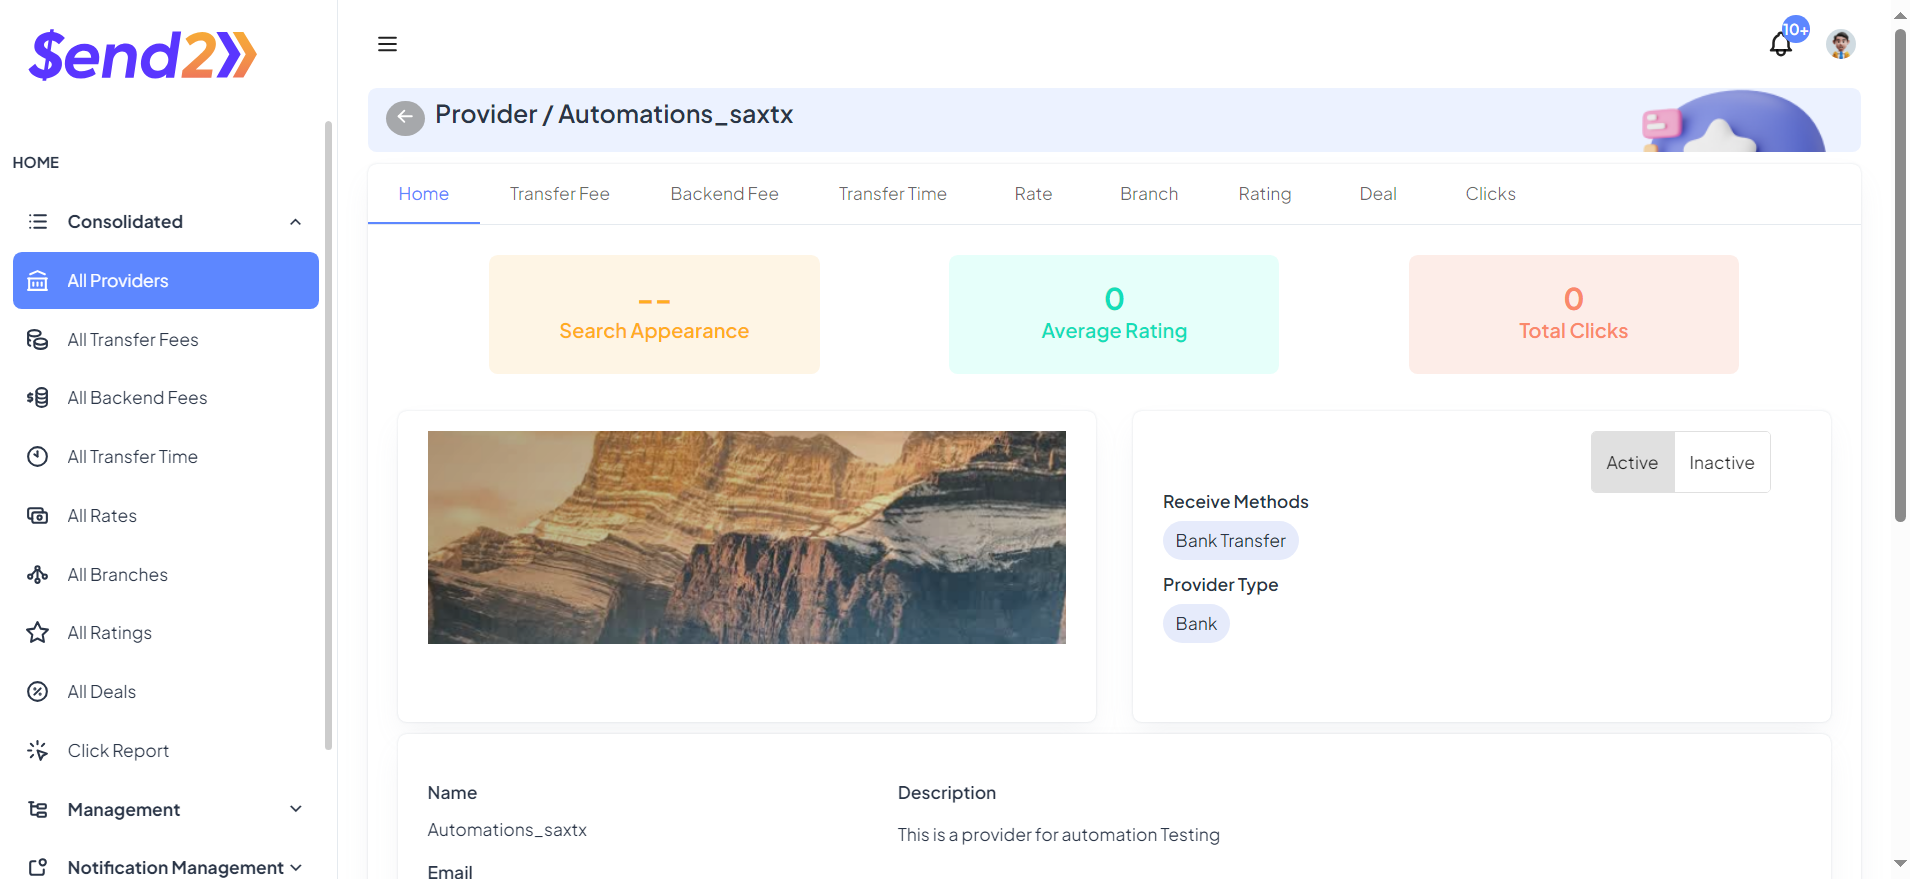 $end2
10+
Provider / Automations_saxtx
HOME
Home
Transfer Fee
Backend Fee
Transfer Time
Rate
Branch
Rating
Deal
Clicks
Consolidated
All Providers
All Transfer Fees
All Backend Fees
All Transfer Time
All Rates
All Branches
All Ratings
All Deals
Click Report
Management
Notification Management
--
Search Appearance
0
Average Rating
0
Total Clicks
Active
Inactive
Receive Methods
Bank Transfer
Provider Type
Bank
Name
Automations_saxtx
Description
This is a provider for automation Testing
Email